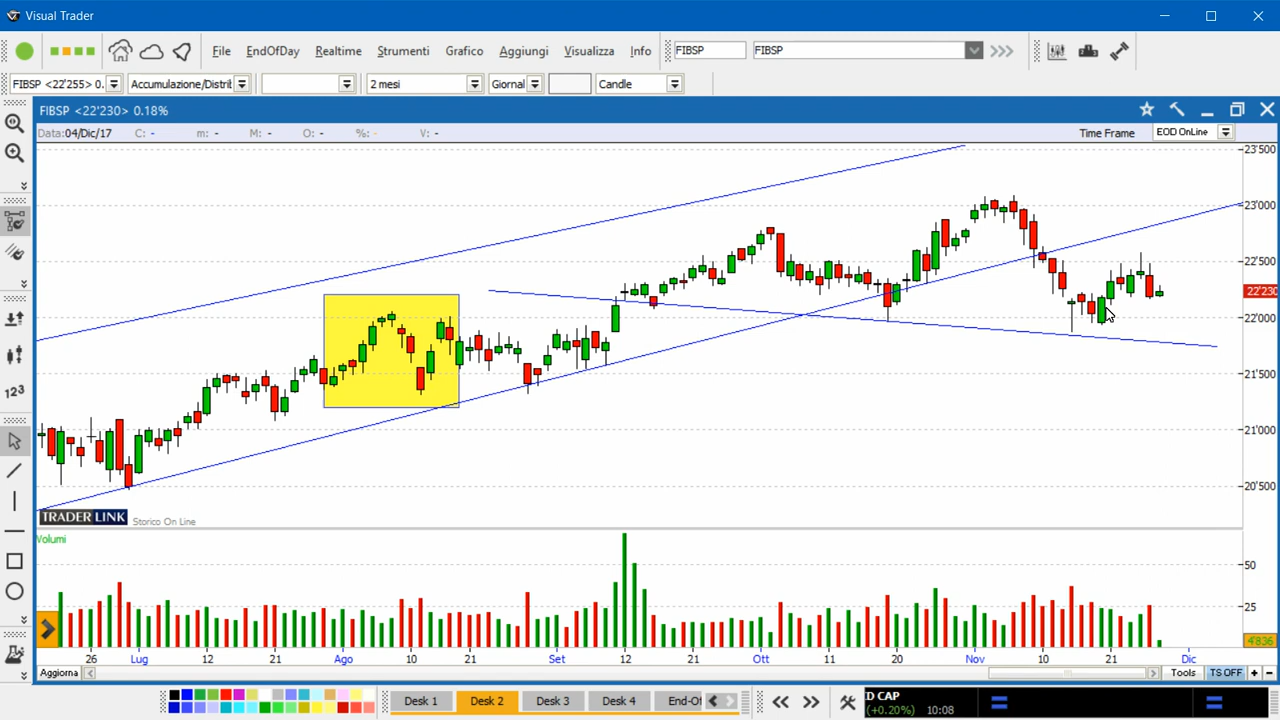 Visual Trader
File EndOfDay Realtime Strumenti Grafico Aggiungi Visualizza Info FIBSP FIBSP
FIBSP <22'255> 0. Accumulazione/Distrib 2 mesi Giornal Candle
FIBSP <22'230> 0.18%
Data:04/Dic/17 C: - m: - M: - O: - %: - V: - Time Frame EOD OnLine
23'500
23'000
22'500
22'230
22'000
21'500
21'000
20'500
TRADER LINK Storico On Line
Volumi
50
25
4'836
26 Lug 12 21 Ago 10 21 Set 12 21 Ott 11 20 Nov 10 21 Dic
Aggiorna Tools TS OFF
Desk 1 Desk 2 Desk 3 Desk 4 End-Of D CAP
(+0.20%) 10:08